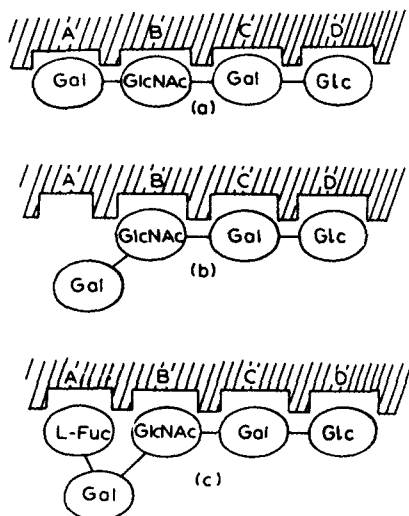 A B C D
Gal GlcNAc Gal Glc
(a)
A B C D
GlcNAc Gal Glc
Gal
(b)
A B C D
L-Fuc GlcNAc Gal Glc
Gal
(c)